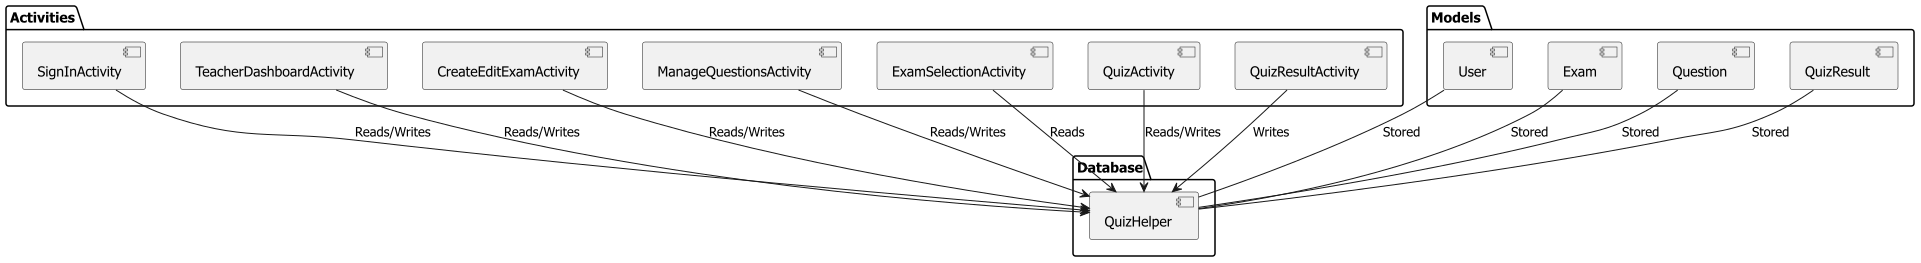 Activities
Models
SignInActivity
TeacherDashboardActivity
CreateEditExamActivity
ManageQuestionsActivity
ExamSelectionActivity
QuizActivity
QuizResultActivity
User
Exam
Question
QuizResult
Reads/Writes
Reads/Writes
Reads/Writes
Reads/Writes
Reads
Reads/Writes
Writes
Stored
Stored
Stored
Stored
Database
QuizHelper